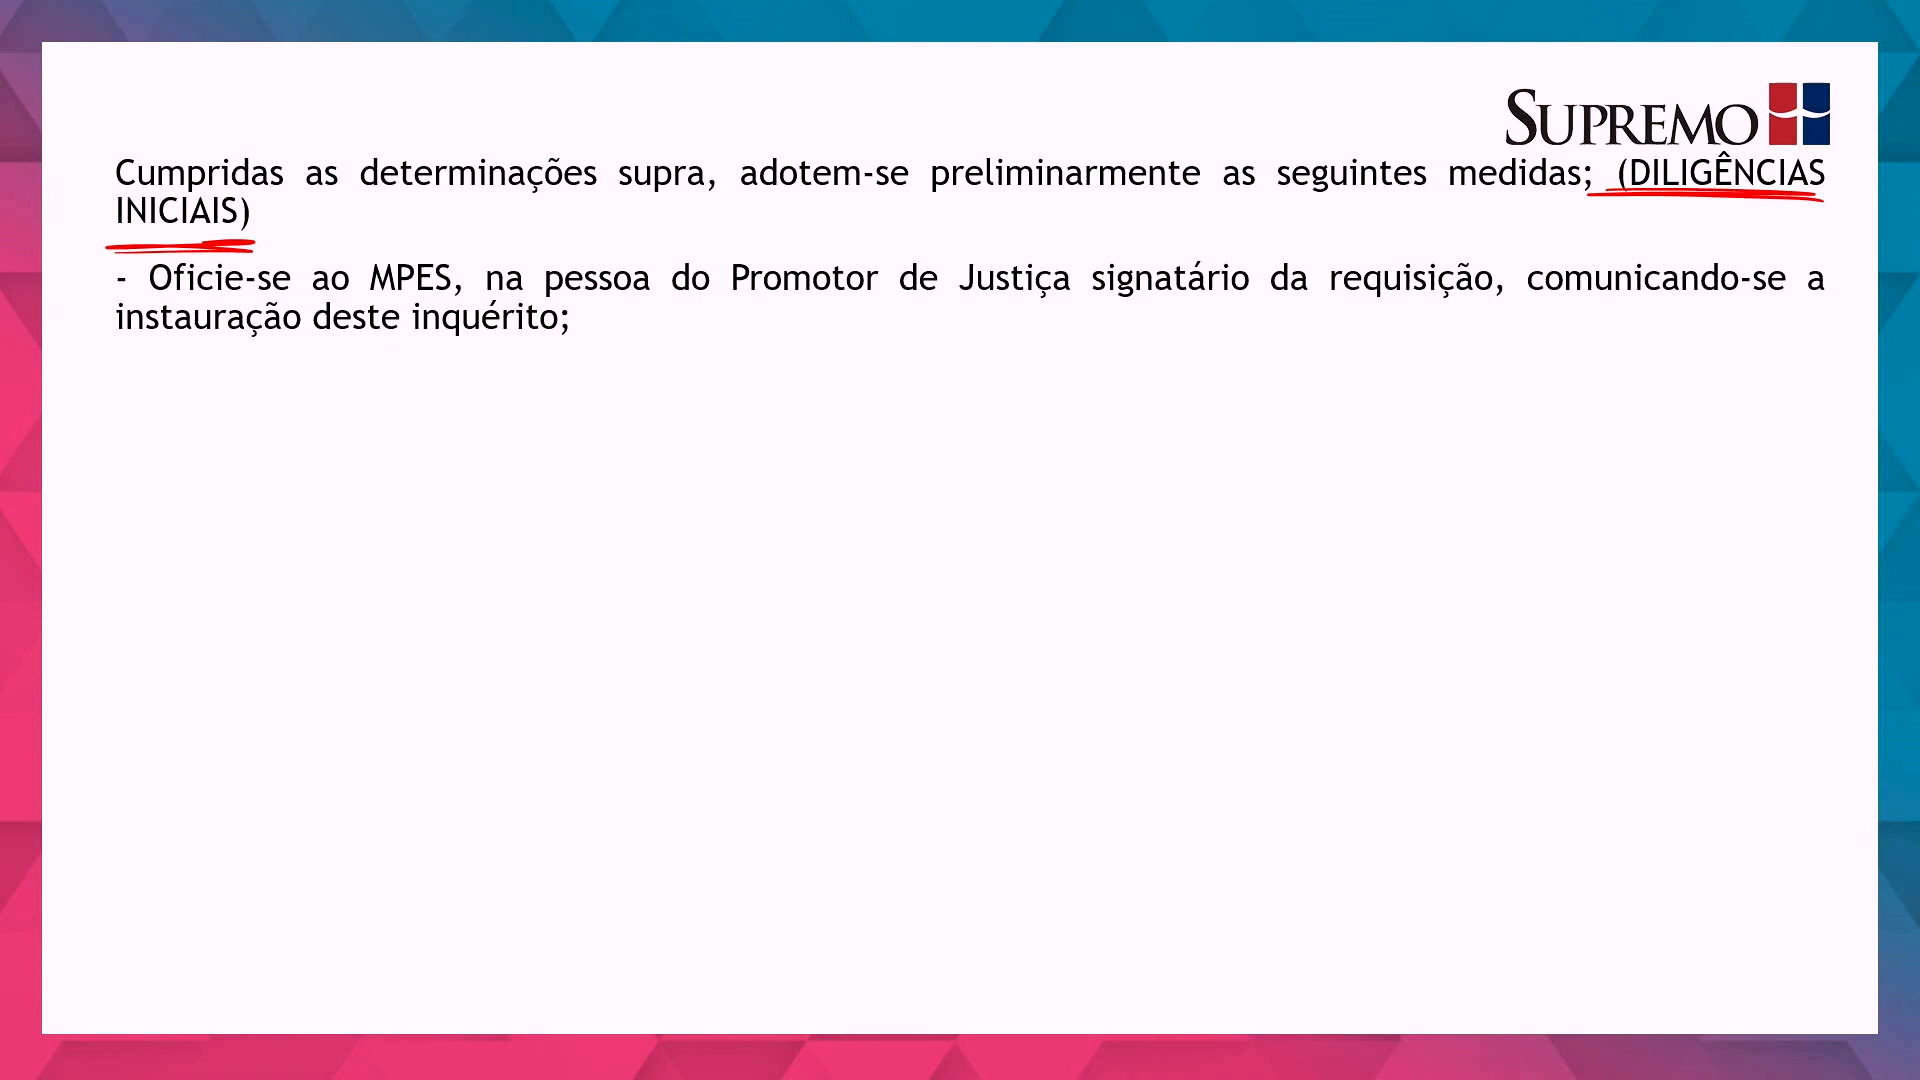 SUPREMO
Cumpridas as determinações supra, adotem-se preliminarmente as seguintes medidas; (DILIGÊNCIAS
INICIAIS)
- Oficie-se ao MPES, na pessoa do Promotor de Justiça signatário da requisição, comunicando-se a
instauração deste inquérito;